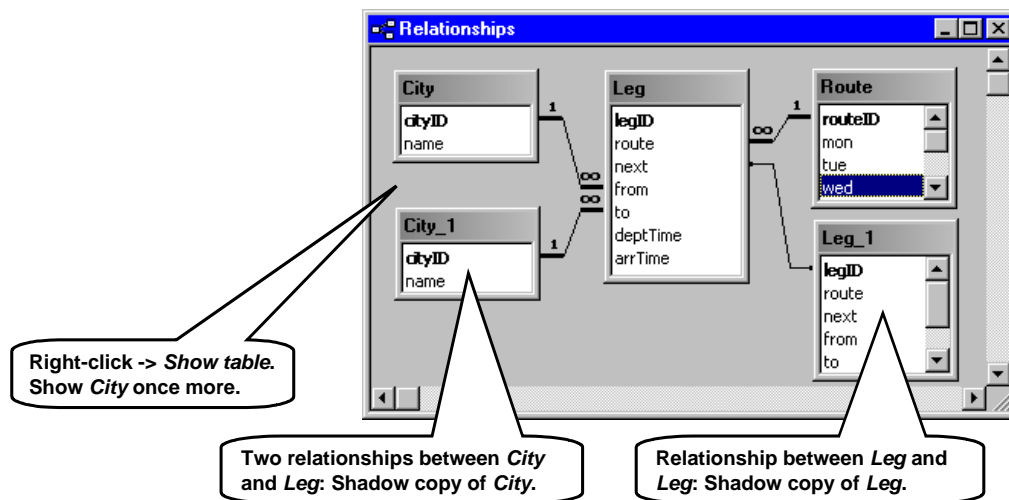 Relationships
City
cityID
name
1
∞
City_1
cityID
name
1
∞
Leg
legID
route
next
from
to
deptTime
arrTime
∞
1
Route
routeID
mon
tue
wed
Leg_1
legID
route
next
from
to
Right-click -> Show table.
Show City once more.
Two relationships between City
and Leg: Shadow copy of City.
Relationship between Leg and
Leg: Shadow copy of Leg.